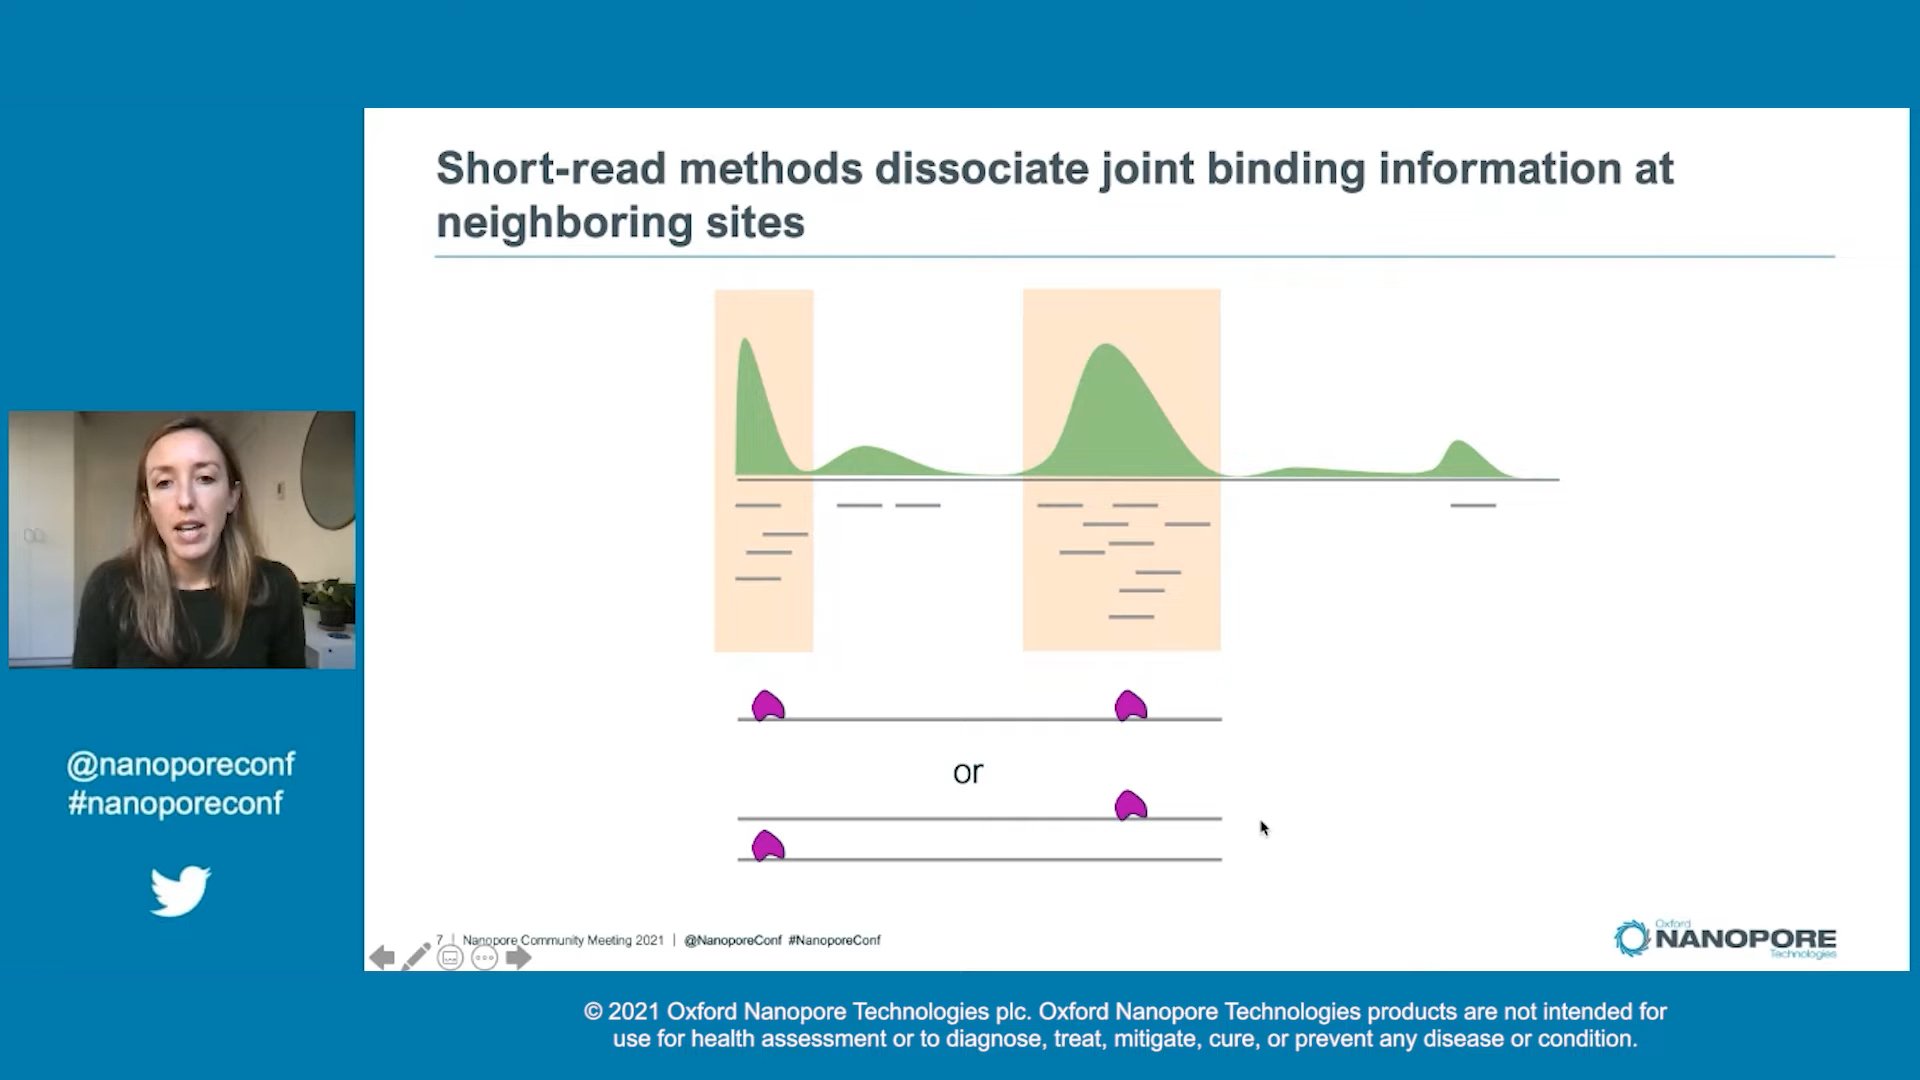 Short-read methods dissociate joint binding information at
neighboring sites
or
@nanoporeconf
#nanoporeconf
7 | Nanopore Community Meeting 2021 | @NanoporeConf #NanoporeConf
Oxford
NANOPORE
Technologies
© 2021 Oxford Nanopore Technologies plc. Oxford Nanopore Technologies products are not intended for
use for health assessment or to diagnose, treat, mitigate, cure, or prevent any disease or condition.